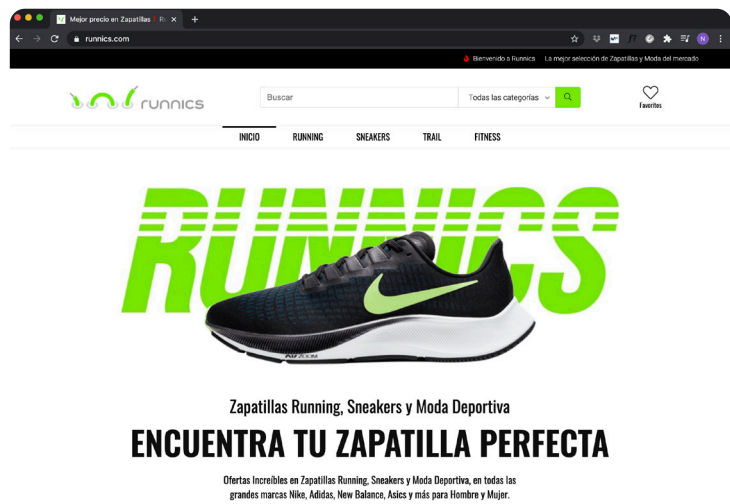 Mejor precio en Zapatillas
runnics.com
Bienvenido a Runnics La mejor selección de Zapatillas y Moda del mercado
runnics
Buscar
Todas las categorías
Favoritos
INICIO RUNNING SNEAKERS TRAIL FITNESS
RUNNICS
Zapatillas Running, Sneakers y Moda Deportiva
ENCUENTRA TU ZAPATILLA PERFECTA
Ofertas Increíbles en Zapatillas Running, Sneakers y Moda Deportiva, en todas las
grandes marcas Nike, Adidas, New Balance, Asics y más para Hombre y Mujer.